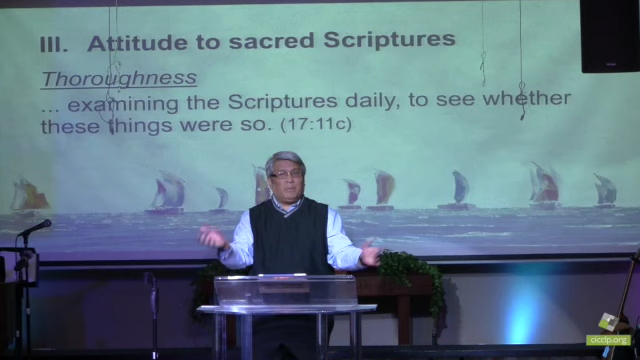 III. Attitude to sacred Scriptures
Thoroughness
... examining the Scriptures daily, to see whether
these things were so. (17:11c)
cicclp.org